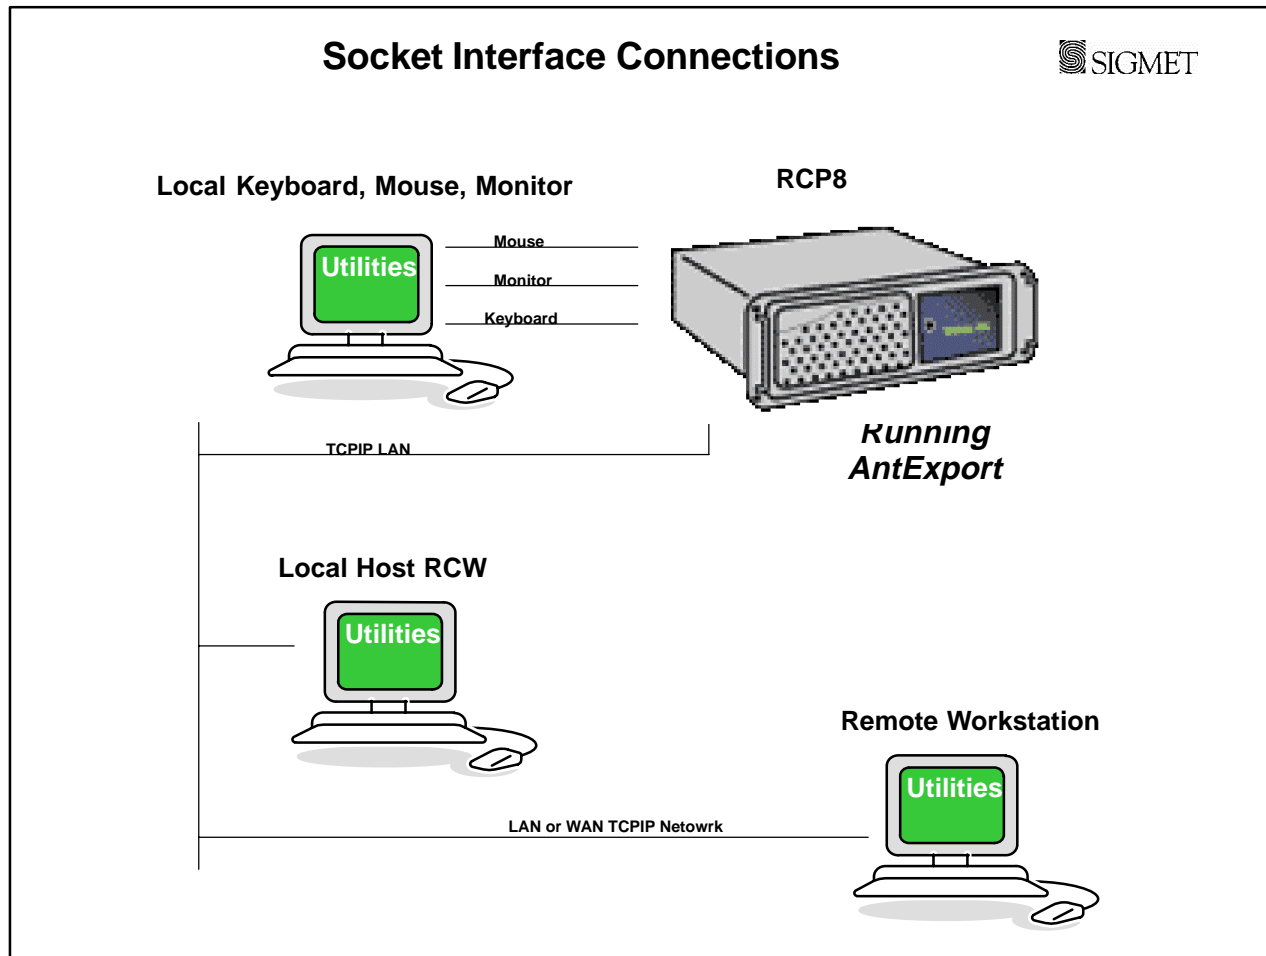 Socket Interface Connections
SIGMET
Local Keyboard, Mouse, Monitor
RCP8
Utilities
Mouse
Monitor
Keyboard
Running
AntExport
TCPIP LAN
Local Host RCW
Utilities
Remote Workstation
Utilities
LAN or WAN TCPIP Netowrk